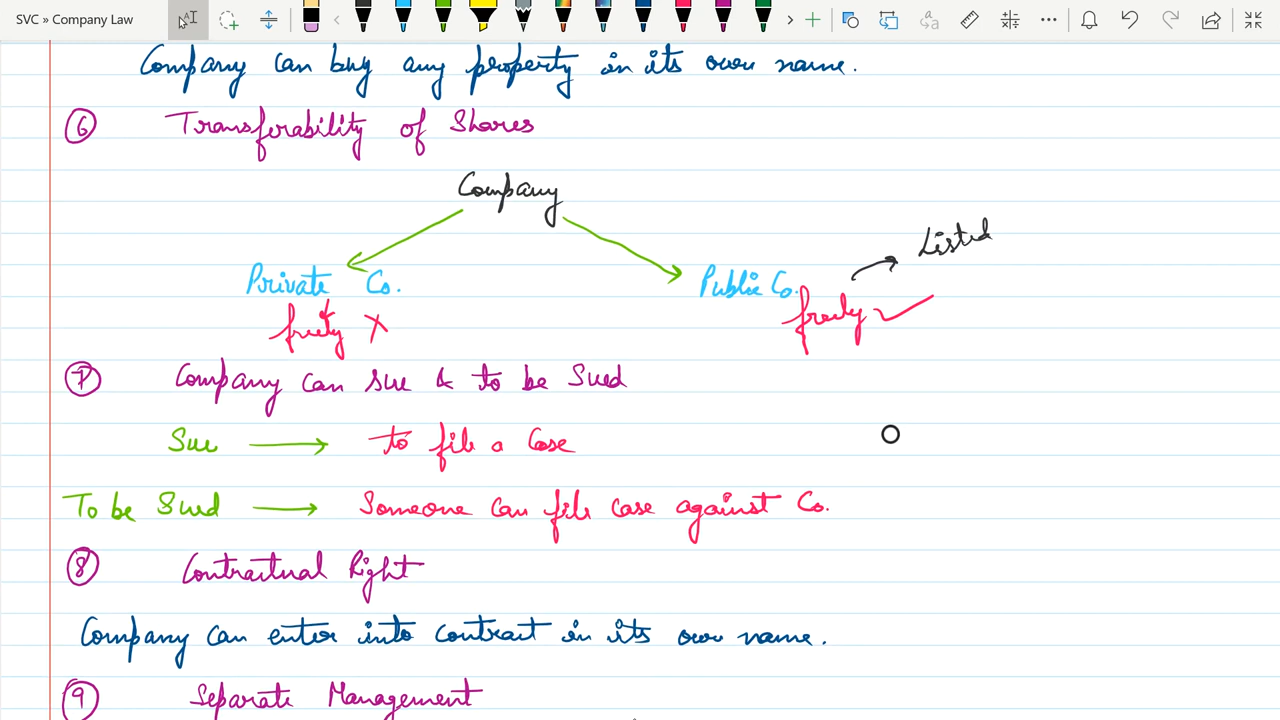 SVC » Company Law
Company can buy any property in its own name.
6 Transferability of Shares
Company
Listed
Private Co. Public Co.
freely X freely ✓
7 Company can sue & to be Sued
Sue → to file a Case
To be Sued → Someone can file case against Co.
8 Contractual Right
Company can enter into contract in its own name.
9 Separate Management